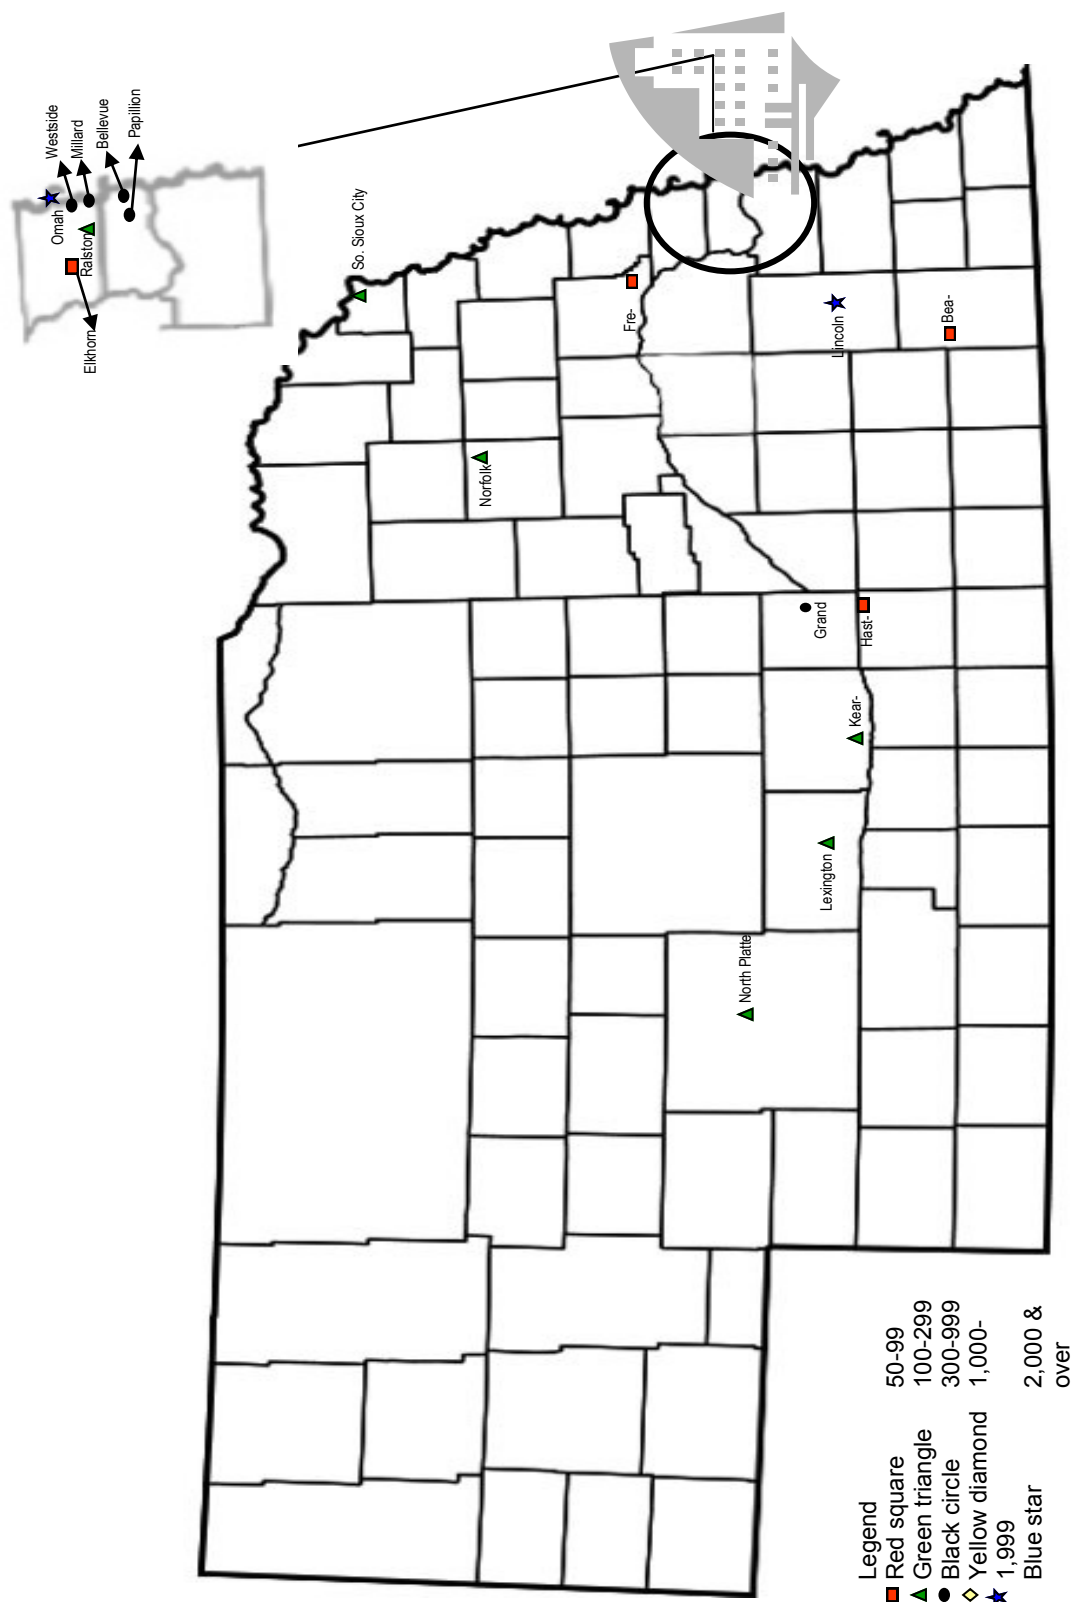 Westside
Millard
Bellevue
Papillion
Omah
Ralston
Elkhorn
So. Sioux City
Norfolk
Fre-
Lincoln
Bea-
Grand
Hast-
Kear-
Lexington
North Platte
Legend
Red square 50-99
Green triangle 100-299
Black circle 300-999
Yellow diamond 1,000-
1,999
Blue star 2,000 &
over